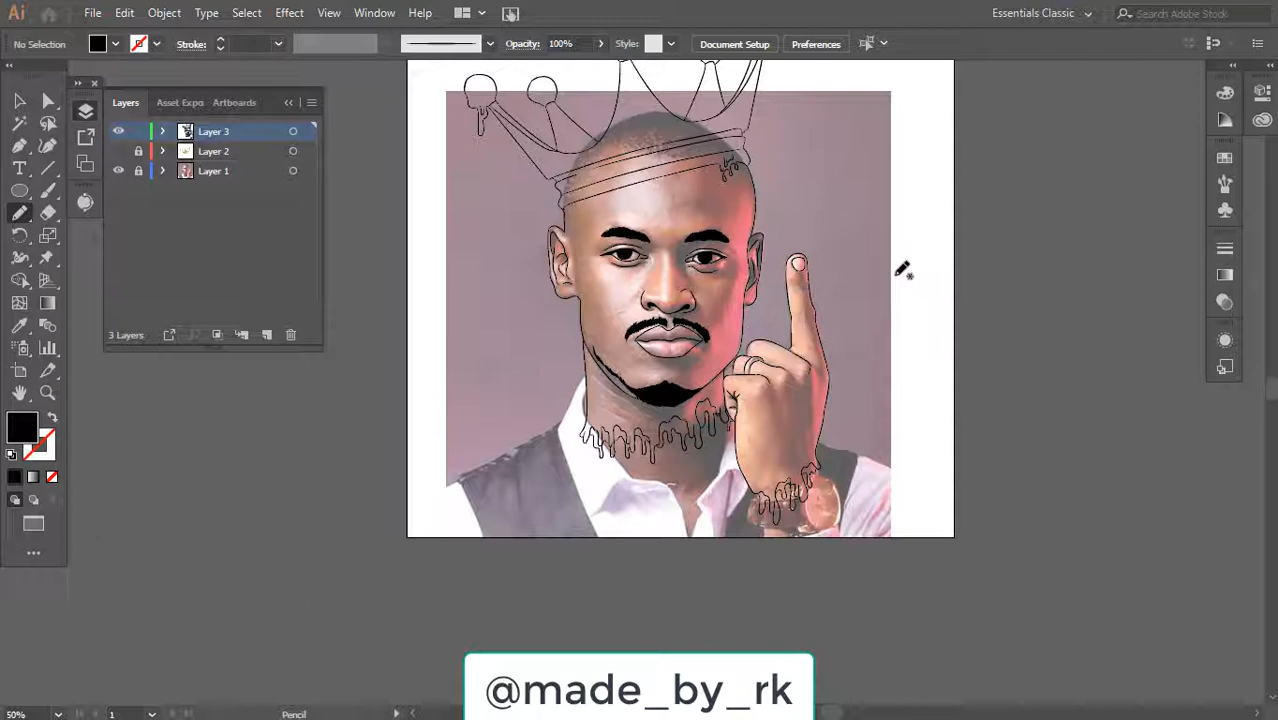 Ai File Edit Object Type Select Effect View Window Help Essentials Classic Search Adobe Stock
No Selection Stroke: Opacity: 100% Style: Document Setup Preferences
Layers Asset Expo Artboards
Layer 3
Layer 2
Layer 1
3 Layers
@made_by_rk
50% 1 Pencil